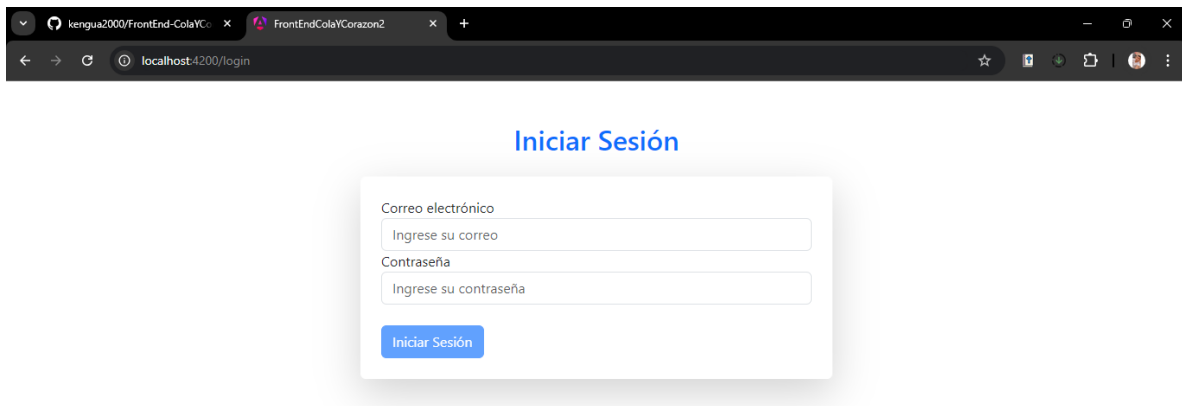 kengua2000/FrontEnd-ColaYCo
FrontEndColaYCorazon2
localhost:4200/login
Iniciar Sesión
Correo electrónico
Ingrese su correo
Contraseña
Ingrese su contraseña
Iniciar Sesión